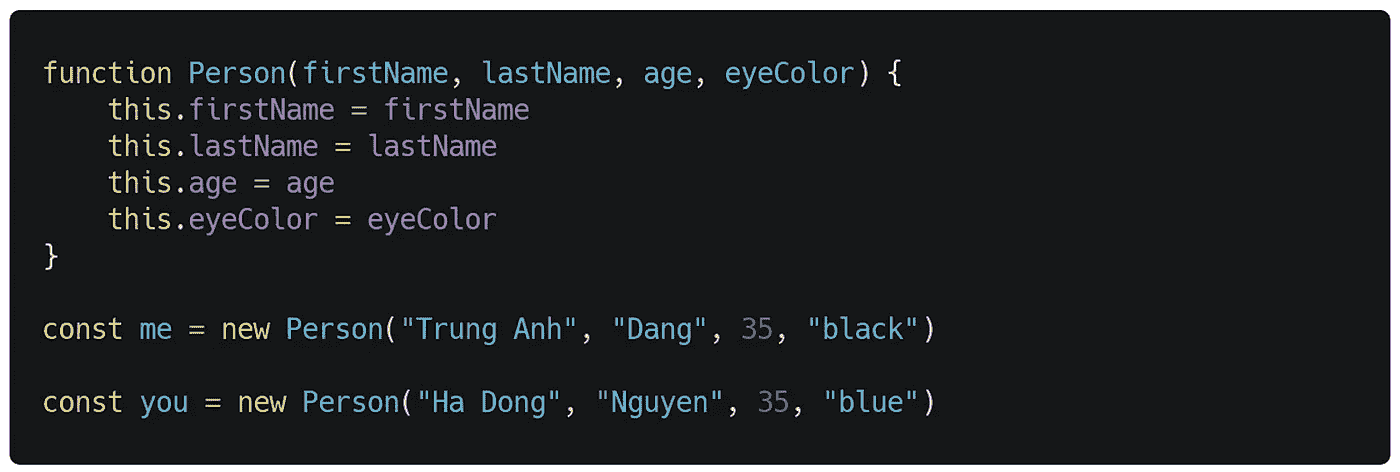 function Person(firstName, lastName, age, eyeColor) {
    this.firstName = firstName
    this.lastName = lastName
    this.age = age
    this.eyeColor = eyeColor
}
const me = new Person("Trung Anh", "Dang", 35, "black")
const you = new Person("Ha Dong", "Nguyen", 35, "blue")